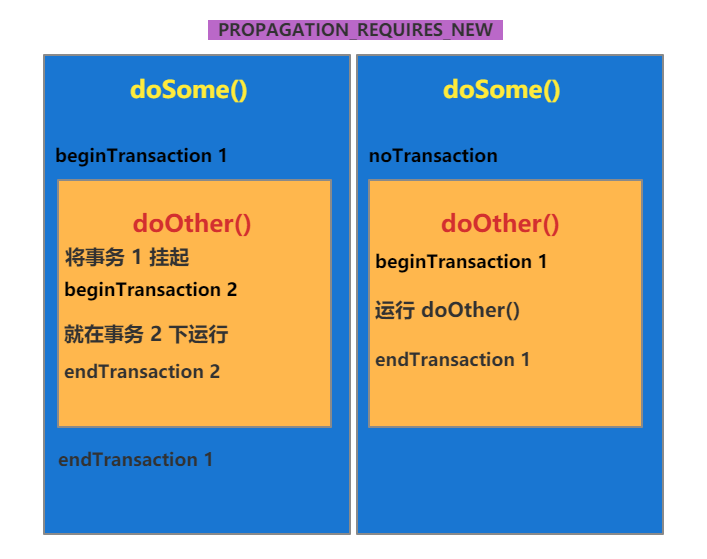 PROPAGATION_REQUIRES_NEW
doSome()
beginTransaction 1
doOther()
将事务 1 挂起
beginTransaction 2
就在事务 2 下运行
endTransaction 2
endTransaction 1
doSome()
noTransaction
doOther()
beginTransaction 1
运行 doOther()
endTransaction 1